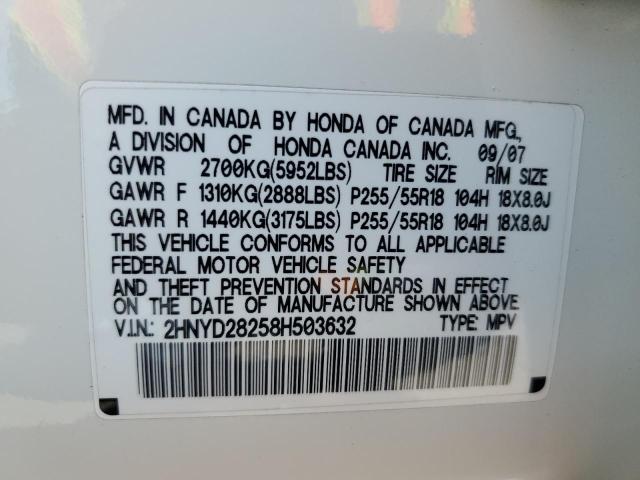 MFD. IN CANADA BY HONDA OF CANADA MFG.,
A DIVISION OF HONDA CANADA INC. 09/07
GVWR 2700KG(5952LBS) TIRE SIZE RIM SIZE
GAWR F 1310KG(2888LBS) P255/55R18 104H 18X8.0J
GAWR R 1440KG(3175LBS) P255/55R18 104H 18X8.0J
THIS VEHICLE CONFORMS TO ALL APPLICABLE
FEDERAL MOTOR VEHICLE SAFETY
AND THEFT PREVENTION STANDARDS IN EFFECT
ON THE DATE OF MANUFACTURE SHOWN ABOVE.
V.I.N.: 2HNYD28258H503632 TYPE: MPV